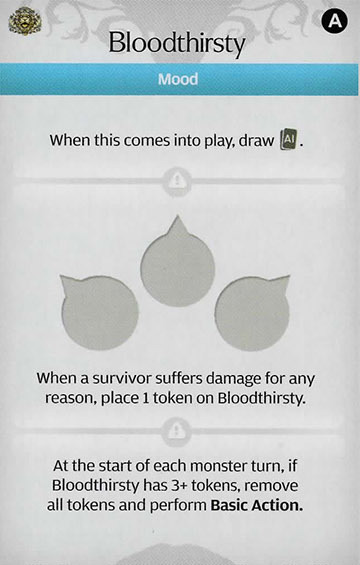 A
Bloodthirsty
Mood
When this comes into play, draw AI.
When a survivor suffers damage for any
reason, place 1 token on Bloodthirsty.
At the start of each monster turn, if
Bloodthirsty has 3+ tokens, remove
all tokens and perform Basic Action.